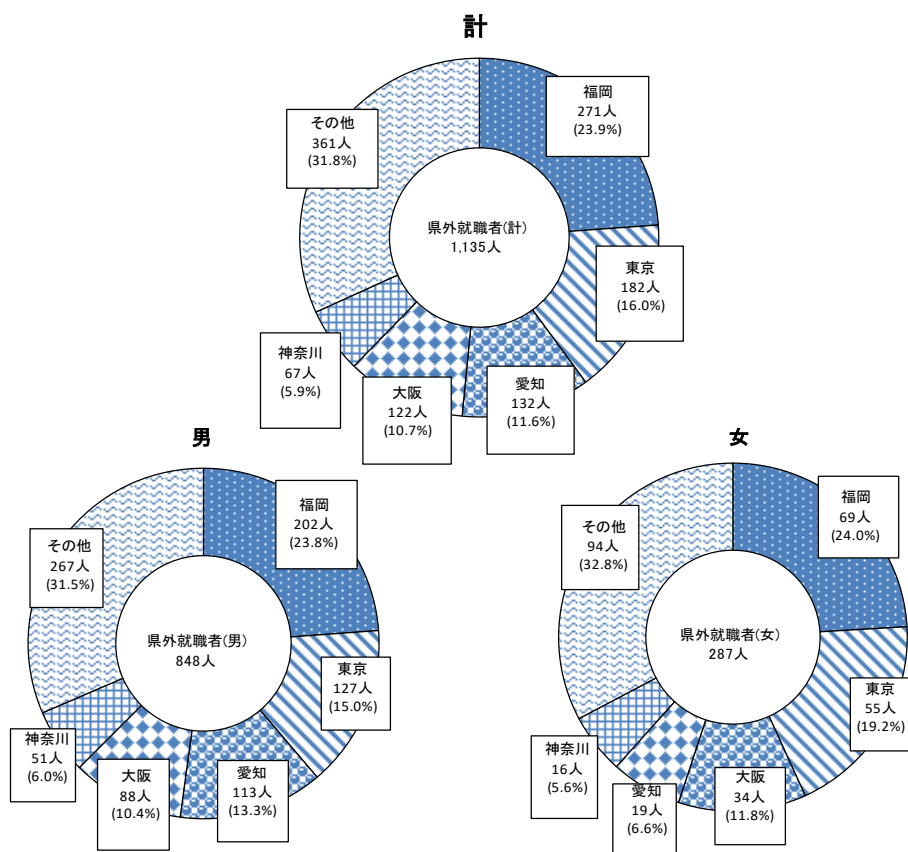 計
福岡
271人
(23.9%)
その他
361人
(31.8%)
県外就職者(計)
1,135人
東京
182人
(16.0%)
神奈川
67人
(5.9%)
大阪
122人
(10.7%)
愛知
132人
(11.6%)
男
福岡
202人
(23.8%)
その他
267人
(31.5%)
県外就職者(男)
848人
東京
127人
(15.0%)
神奈川
51人
(6.0%)
大阪
88人
(10.4%)
愛知
113人
(13.3%)
女
福岡
69人
(24.0%)
その他
94人
(32.8%)
県外就職者(女)
287人
東京
55人
(19.2%)
神奈川
16人
(5.6%)
愛知
19人
(6.6%)
大阪
34人
(11.8%)